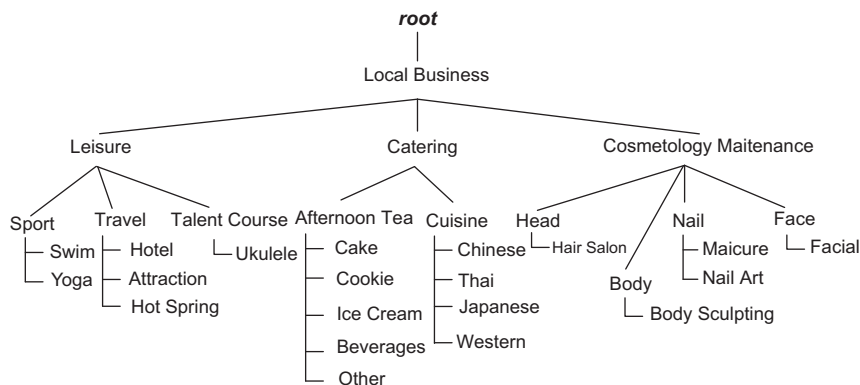 root
Local Business
Leisure
Catering
Cosmetology Maitenance
Sport
Travel
Talent Course
Afternoon Tea
Cuisine
Head
Nail
Face
Swim
Yoga
Hotel
Attraction
Hot Spring
Ukulele
Cake
Cookie
Ice Cream
Beverages
Other
Chinese
Thai
Japanese
Western
Hair Salon
Body
Body Sculpting
Maicure
Nail Art
Facial